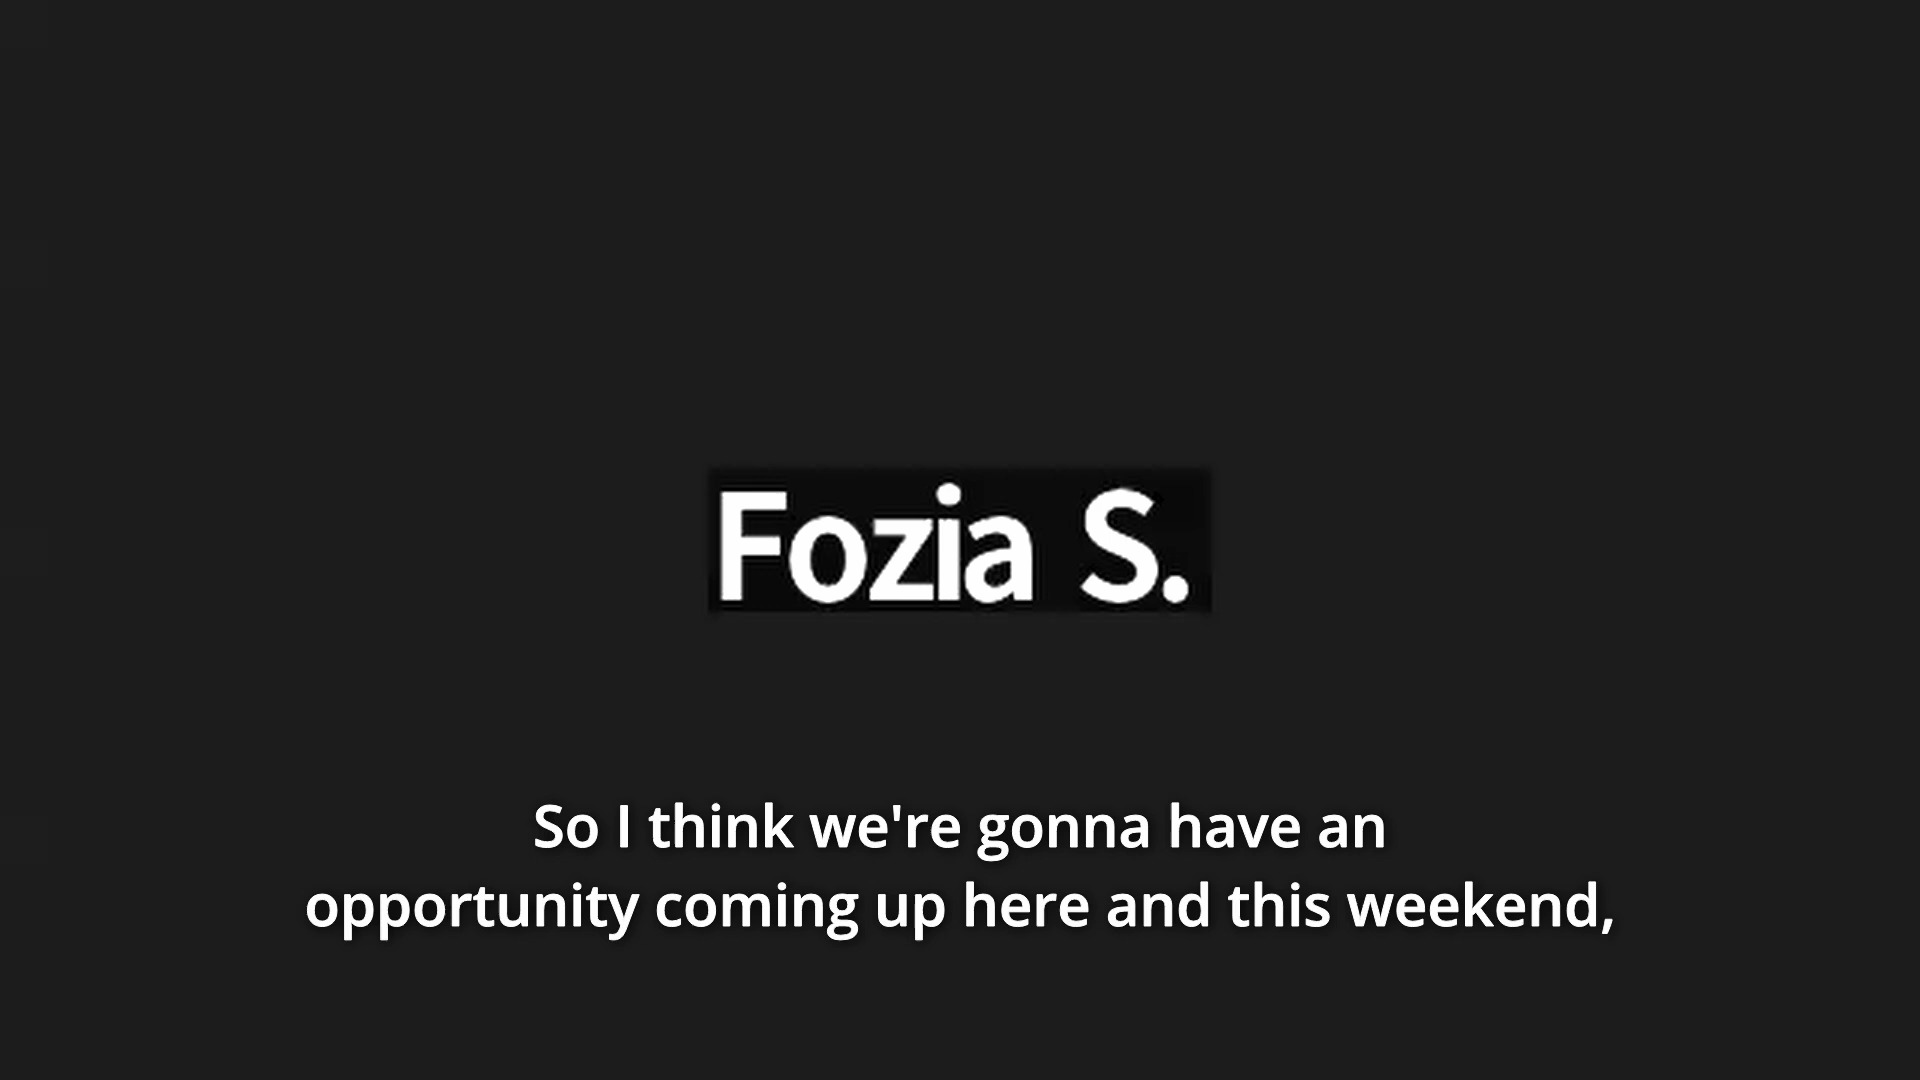 Fozia S.
So I think we're gonna have an
opportunity coming up here and this weekend,